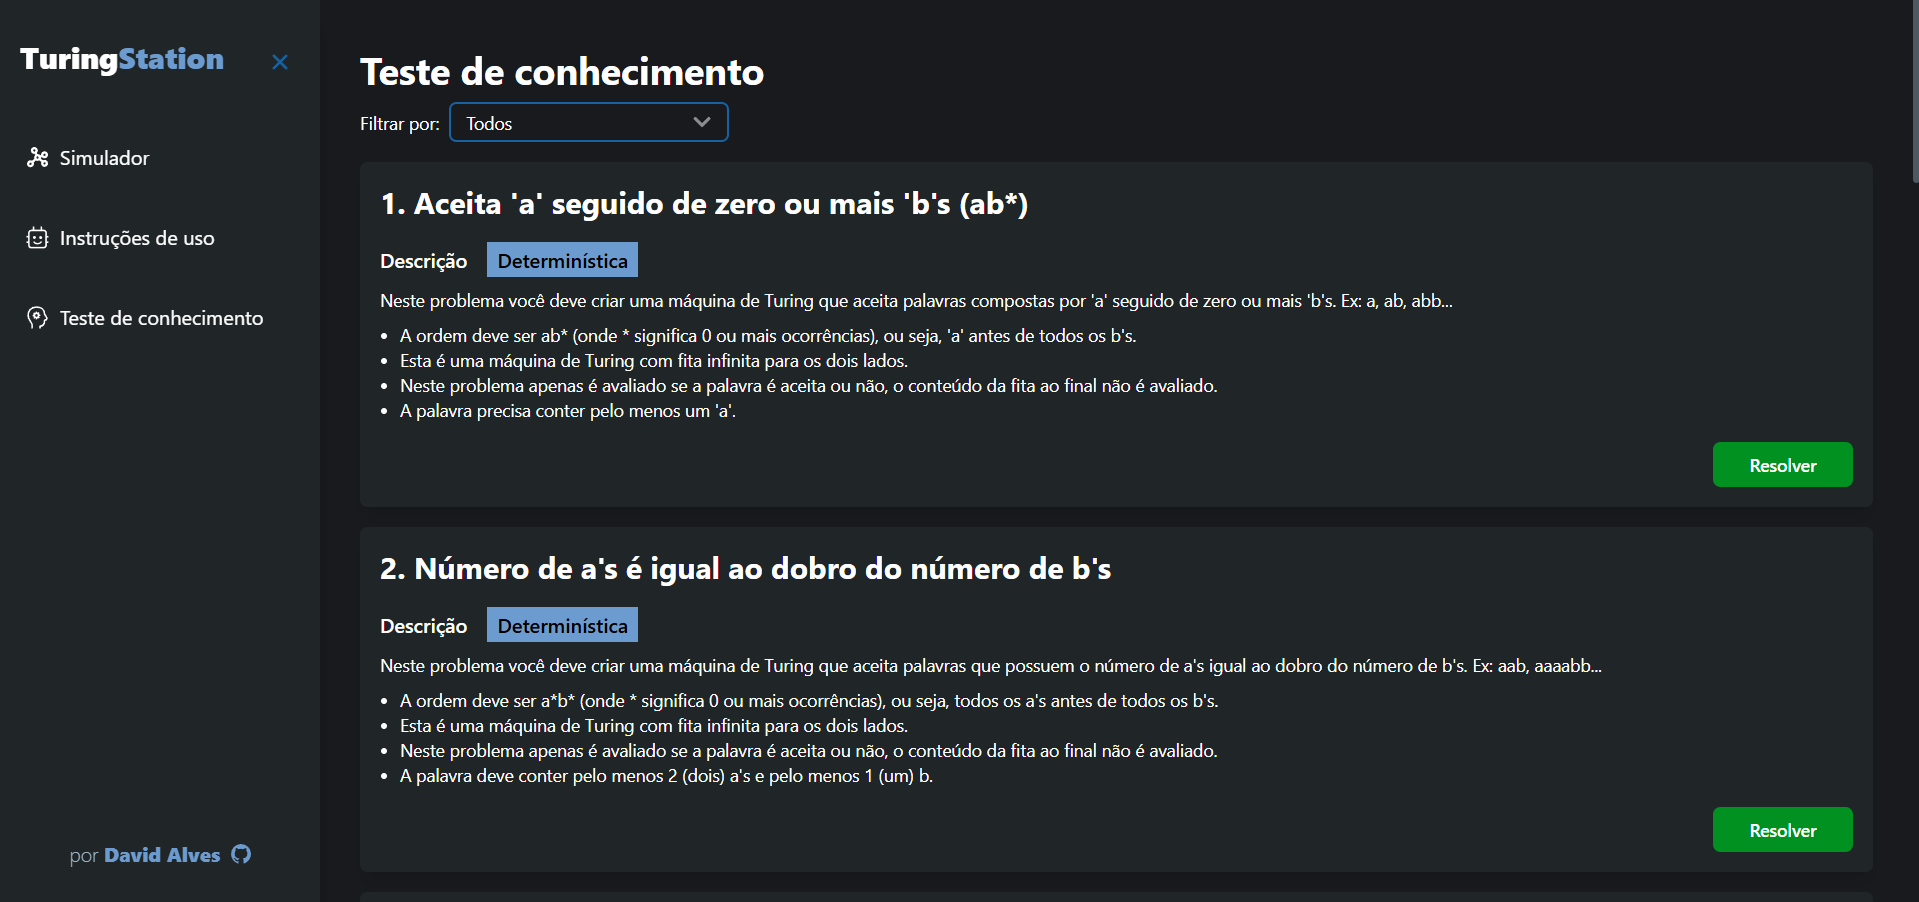 TuringStation
Simulador
Instruções de uso
Teste de conhecimento
por David Alves
Teste de conhecimento
Filtrar por: Todos
1. Aceita 'a' seguido de zero ou mais 'b's (ab*)
Descrição Determinística
Neste problema você deve criar uma máquina de Turing que aceita palavras compostas por 'a' seguido de zero ou mais 'b's. Ex: a, ab, abb...
• A ordem deve ser ab* (onde * significa 0 ou mais ocorrências), ou seja, 'a' antes de todos os b's.
• Esta é uma máquina de Turing com fita infinita para os dois lados.
• Neste problema apenas é avaliado se a palavra é aceita ou não, o conteúdo da fita ao final não é avaliado.
• A palavra precisa conter pelo menos um 'a'.
Resolver
2. Número de a's é igual ao dobro do número de b's
Descrição Determinística
Neste problema você deve criar uma máquina de Turing que aceita palavras que possuem o número de a's igual ao dobro do número de b's. Ex: aab, aaaabb...
• A ordem deve ser a*b* (onde * significa 0 ou mais ocorrências), ou seja, todos os a's antes de todos os b's.
• Esta é uma máquina de Turing com fita infinita para os dois lados.
• Neste problema apenas é avaliado se a palavra é aceita ou não, o conteúdo da fita ao final não é avaliado.
• A palavra deve conter pelo menos 2 (dois) a's e pelo menos 1 (um) b.
Resolver